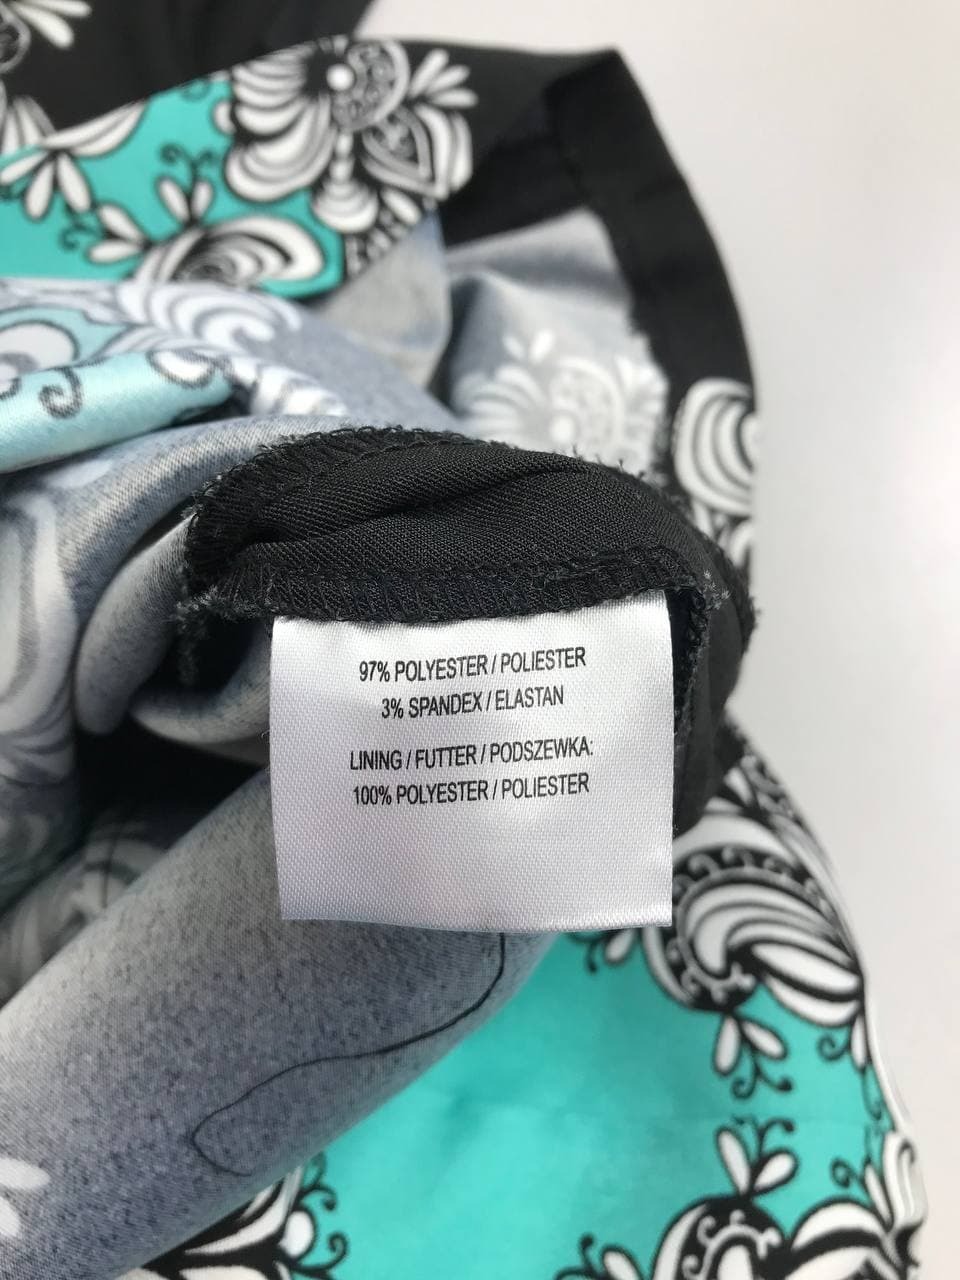 97% POLYESTER / POLIESTER
3% SPANDEX / ELASTAN
LINING / FUTTER / PODSZEWKA:
100% POLYESTER / POLIESTER